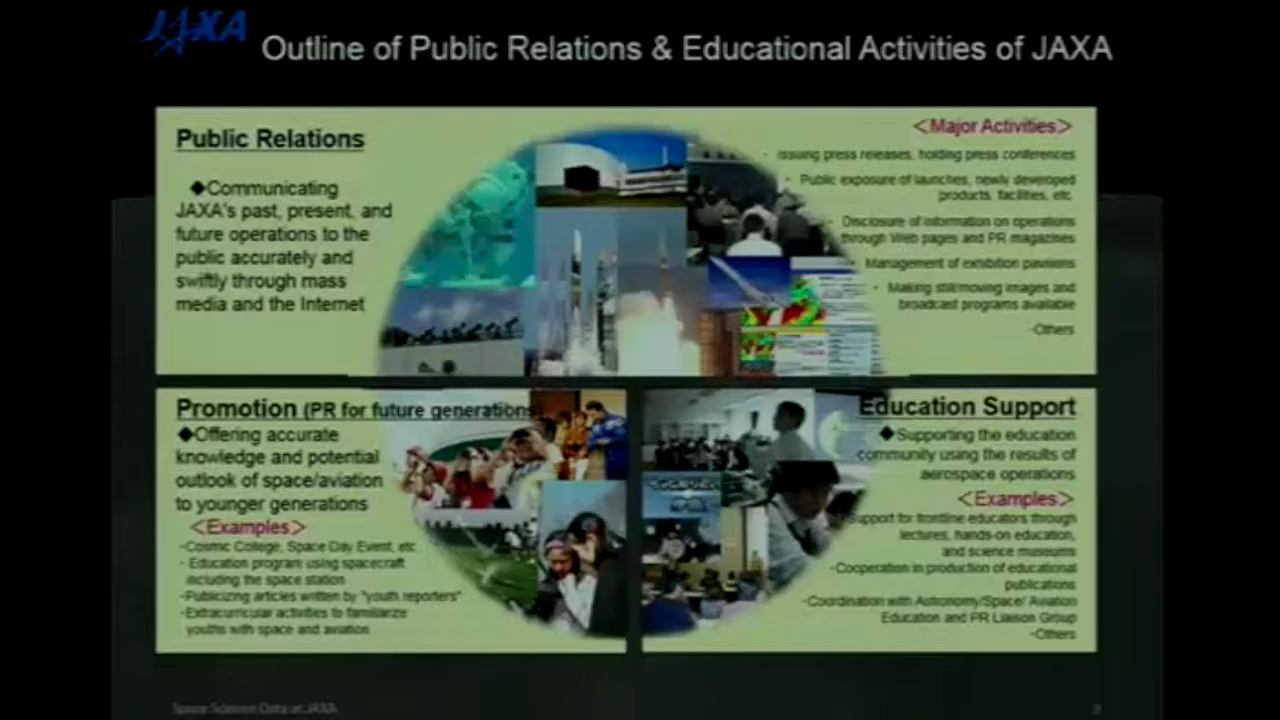 JAXA
Outline of Public Relations & Educational Activities of JAXA
Public Relations
◆Communicating
JAXA's past, present, and
future operations to the
public accurately and
swiftly through mass
media and the Internet
<Major Activities>
· Issuing press releases, holding press conferences
· Public exposure of launches, newly developed
products, facilities, etc.
· Disclosure of information on operations
through Web pages and PR magazines
Management of exhibition pavilions
· Making still/moving images and
broadcast programs available
·Others
Promotion (PR for future generations)
◆Offering accurate
knowledge and potential
outlook of space/aviation
to younger generations
<Examples>
·Cosmic College, Space Day Event, etc
· Education program using spacecraft
including the space station
·Publicizing articles written by "youth reporters"
·Extracurricular activities to familiarize
youths with space and aviation
Education Support
◆Supporting the education
community using the results of
aerospace operations
<Examples>
Support for frontline educators through
lectures, hands-on education,
and science museums
·Cooperation in production of educational
publications
·Coordination with Astronomy/Space/ Aviation
Education and PR Liaison Group
·Others
Space Science Data at JAXA
3